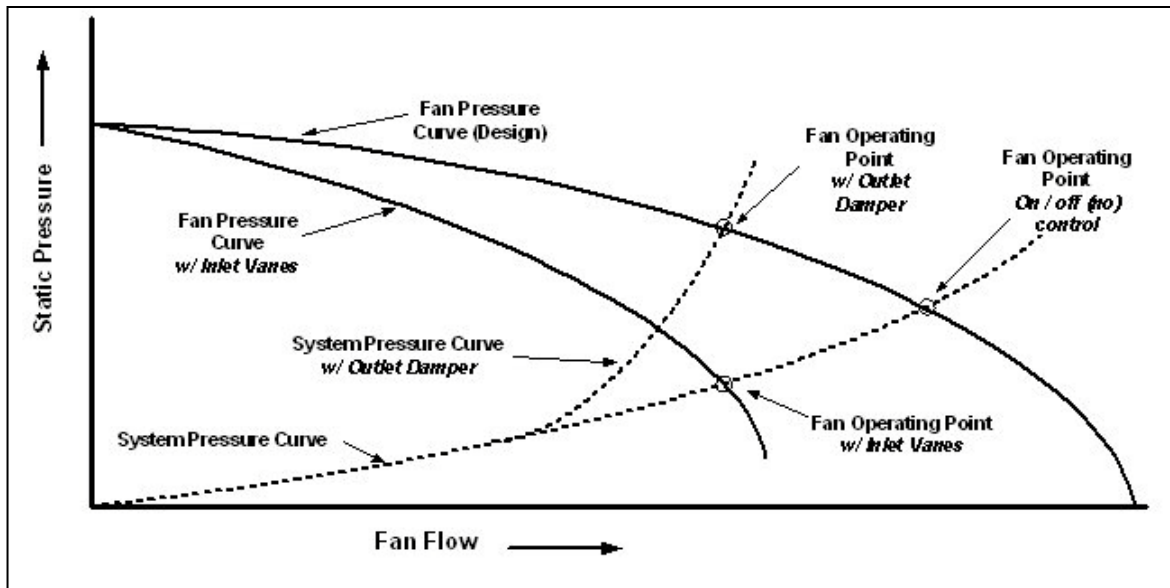 Fan Pressure
Curve (Design)
Fan Operating
Point
w/ Outlet
Damper
Fan Operating
Point
On / off (no)
control
Fan Pressure
Curve
w/ Inlet Vanes
Static Pressure
System Pressure Curve
w/ Outlet Damper
System Pressure Curve
Fan Operating Point
w/ Inlet Vanes
Fan Flow